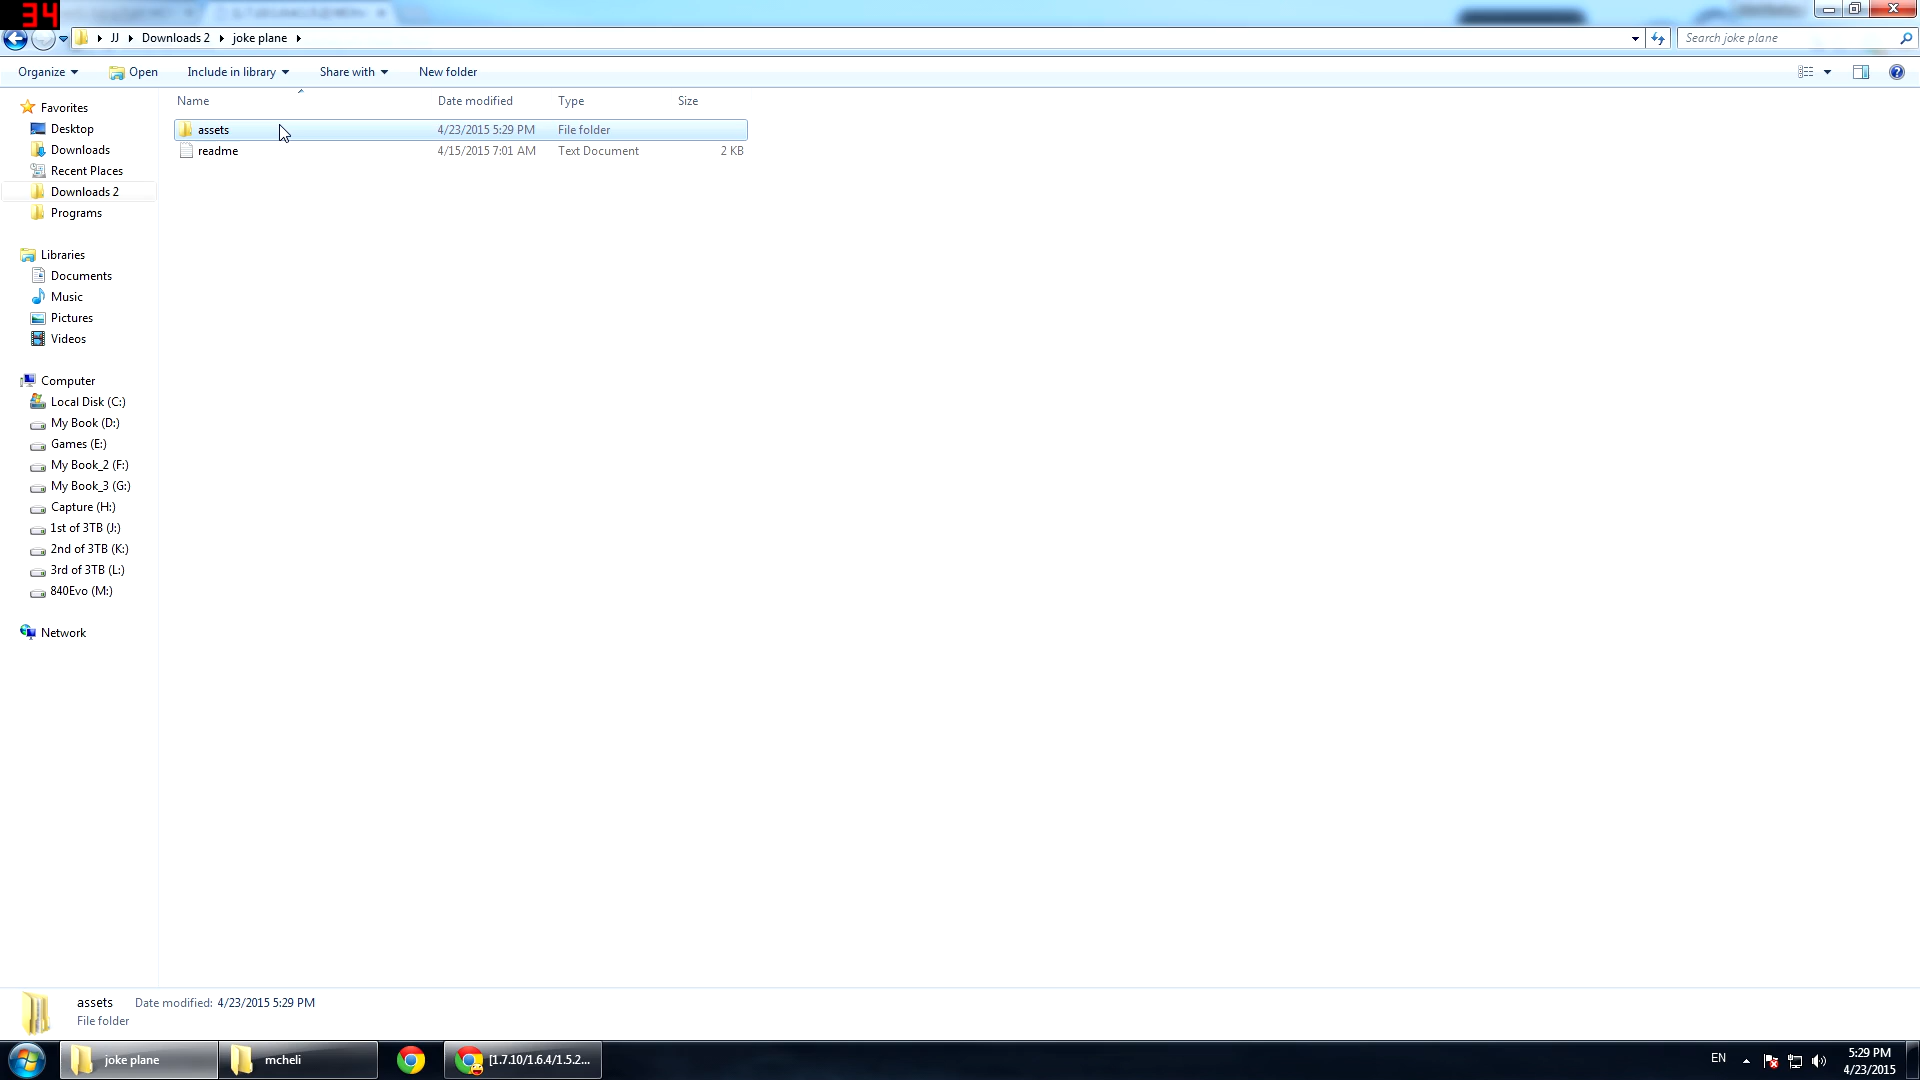 34
JJ Downloads 2 joke plane
Search joke plane
Organize Open Include in library Share with New folder
Name Date modified Type Size
assets 4/23/2015 5:29 PM File folder
readme 4/15/2015 7:01 AM Text Document 2 KB
Favorites
Desktop
Downloads
Recent Places
Downloads 2
Programs
Libraries
Documents
Music
Pictures
Videos
Computer
Local Disk (C:)
My Book (D:)
Games (E:)
My Book_2 (F:)
My Book_3 (G:)
Capture (H:)
1st of 3TB (J:)
2nd of 3TB (K:)
3rd of 3TB (L:)
840Evo (M:)
Network
assets Date modified: 4/23/2015 5:29 PM
File folder
joke plane
mcheli
[1.7.10/1.6.4/1.5.2...
EN
5:29 PM
4/23/2015